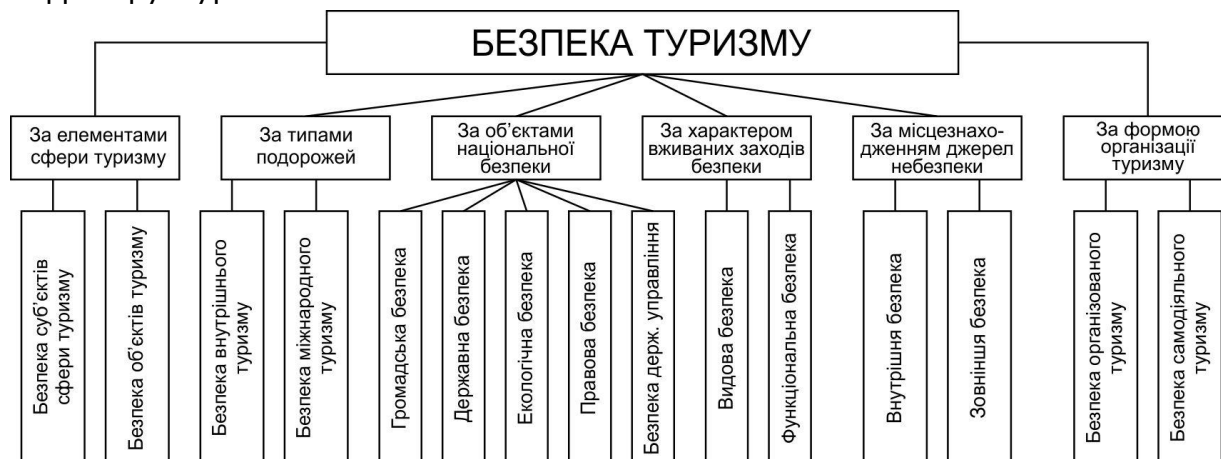 БЕЗПЕКА ТУРИЗМУ
За елементами
сфери туризму
За типами
подорожей
За об’єктами
національної
безпеки
За характером
вживаних заходів
безпеки
За місцезнахо-
дженням джерел
небезпеки
За формою
організації
туризму
Безпека суб’єктів
сфери туризму
Безпека об’єктів туризму
Безпека внутрішнього
туризму
Безпека міжнародного
туризму
Громадська безпека
Державна безпека
Екологічна безпека
Правова безпека
Безпека держ. управління
Видова безпека
Функціональна безпека
Внутрішня безпека
Зовнішня безпека
Безпека організованого
туризму
Безпека самодіяльного
туризму